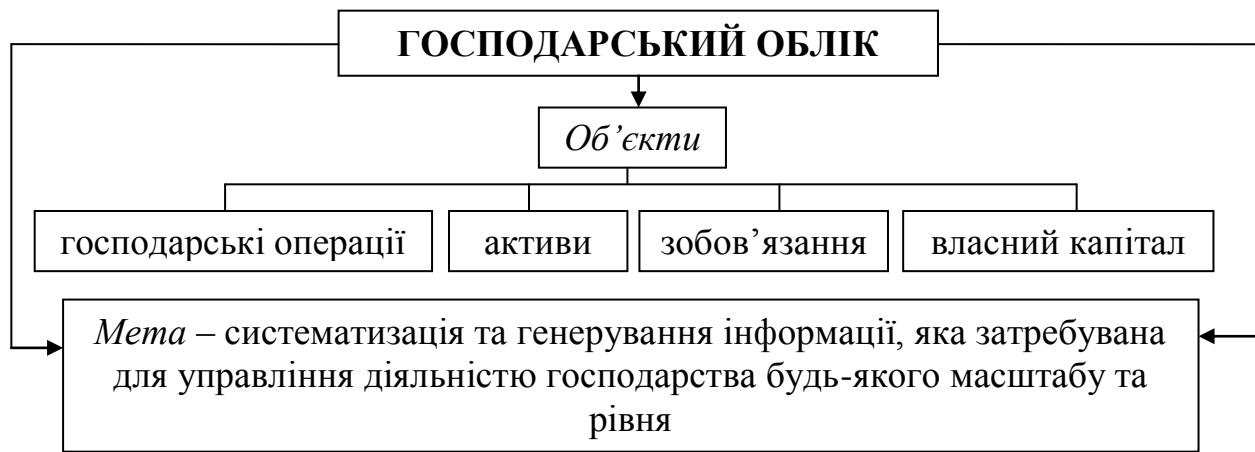 ГОСПОДАРСЬКИЙ ОБЛІК
Об’єкти
господарські операції
активи
зобов’язання
власний капітал
Мета – систематизація та генерування інформації, яка затребувана
для управління діяльністю господарства будь-якого масштабу та
рівня